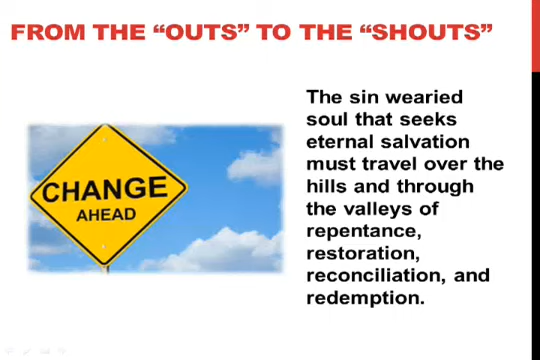 FROM THE “OUTS” TO THE “SHOUTS”
CHANGE
AHEAD
The sin wearied
soul that seeks
eternal salvation
must travel over the
hills and through
the valleys of
repentance,
restoration,
reconciliation, and
redemption.